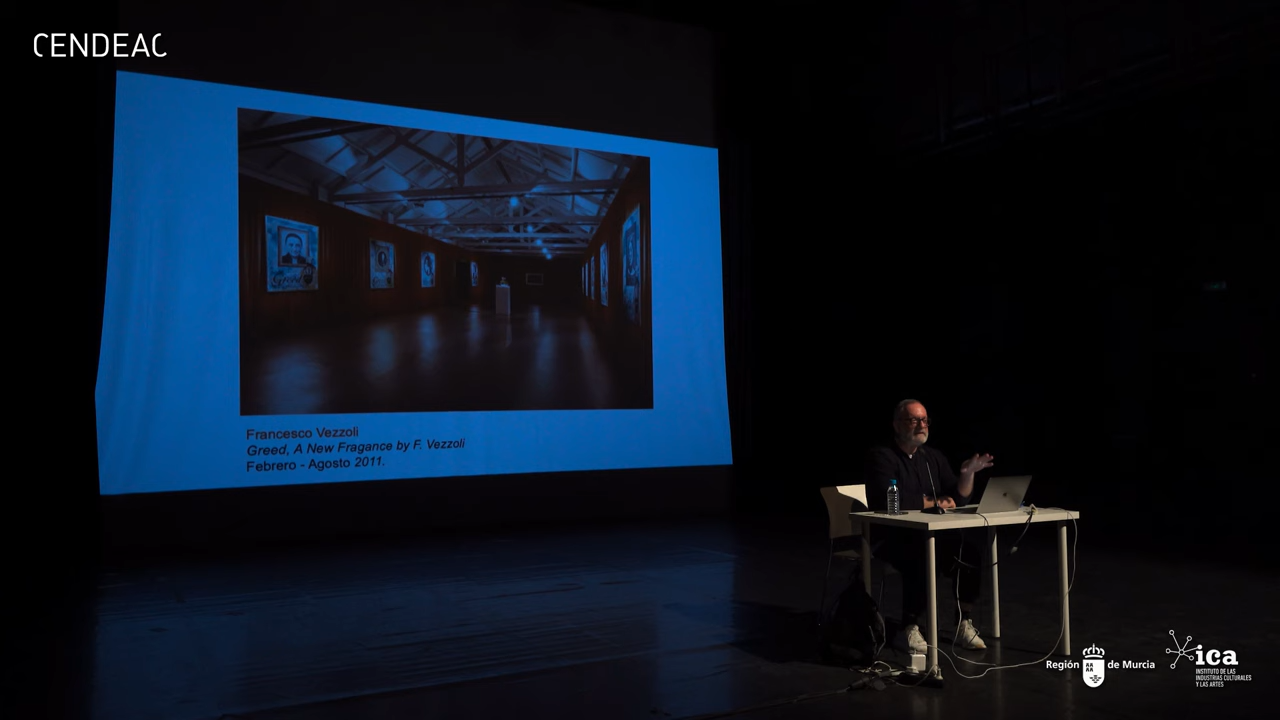 CENDEAC
Francesco Vezzoli
Greed, A New Fragance by F. Vezzoli
Febrero - Agosto 2011.
Región de Murcia
ica
INSTITUTO DE LAS
INDUSTRIAS CULTURALES
Y LAS ARTES